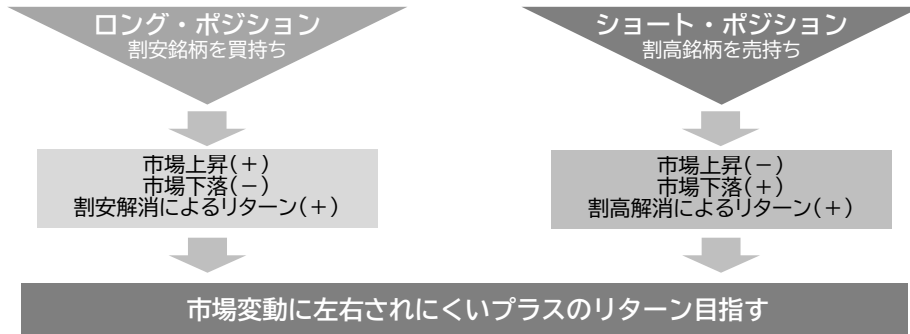 ロング・ポジション
割安銘柄を買持ち
市場上昇(＋)
市場下落(－)
割安解消によるリターン(＋)
ショート・ポジション
割高銘柄を売持ち
市場上昇(－)
市場下落(＋)
割高解消によるリターン(＋)
市場変動に左右されにくいプラスのリターン目指す